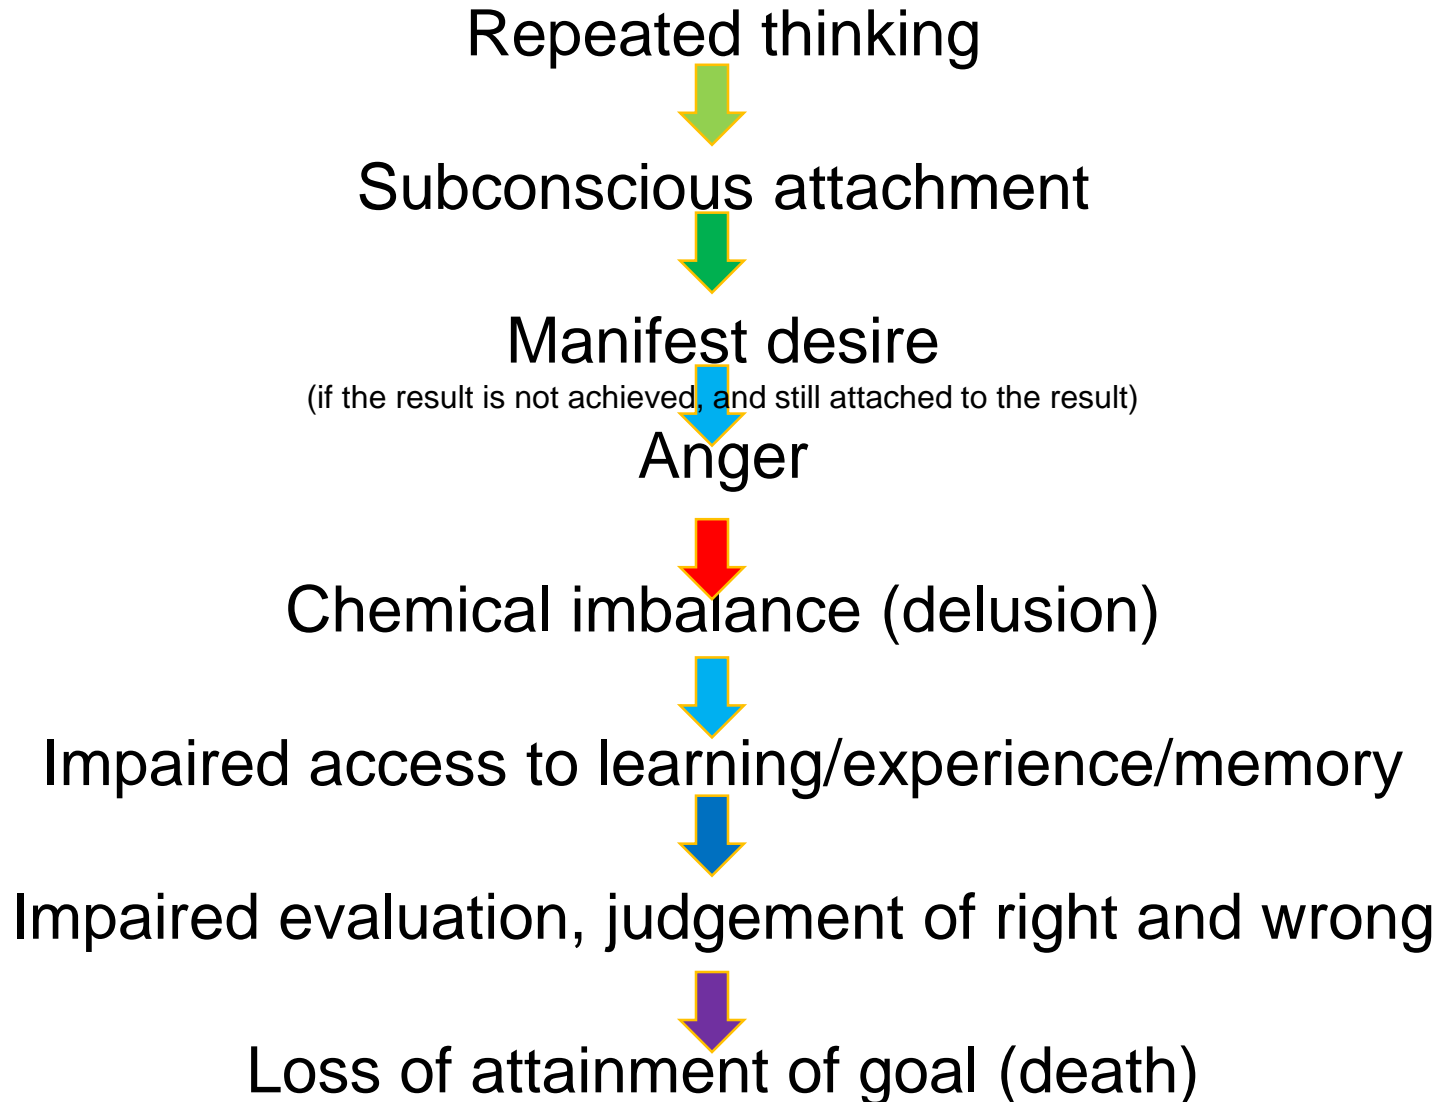 Repeated thinking
Subconscious attachment
Manifest desire
(if the result is not achieved, and still attached to the result)
Anger
Chemical imbalance (delusion)
Impaired access to learning/experience/memory
Impaired evaluation, judgement of right and wrong
Loss of attainment of goal (death)